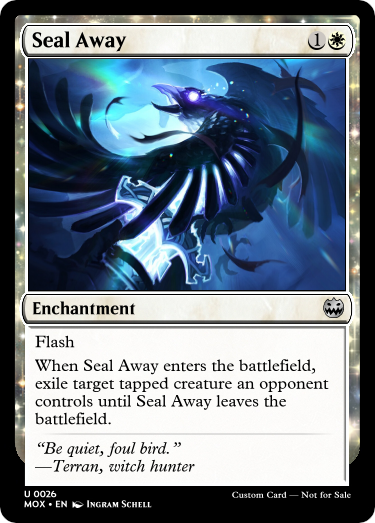 Seal Away 1
Enchantment
Flash
When Seal Away enters the battlefield,
exile target tapped creature an opponent
controls until Seal Away leaves the
battlefield.
“Be quiet, foul bird.”
—Terran, witch hunter
U 0026
MOX • EN Ingram Schell
Custom Card — Not for Sale